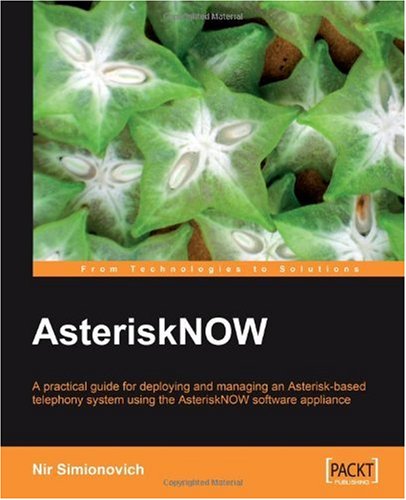 Copyrighted Material
From Technologies to Solutions
AsteriskNOW
A practical guide for deploying and managing an Asterisk-based
telephony system using the AsteriskNOW software appliance
Nir Simionovich
PACKT
PUBLISHING
Copyrighted Material